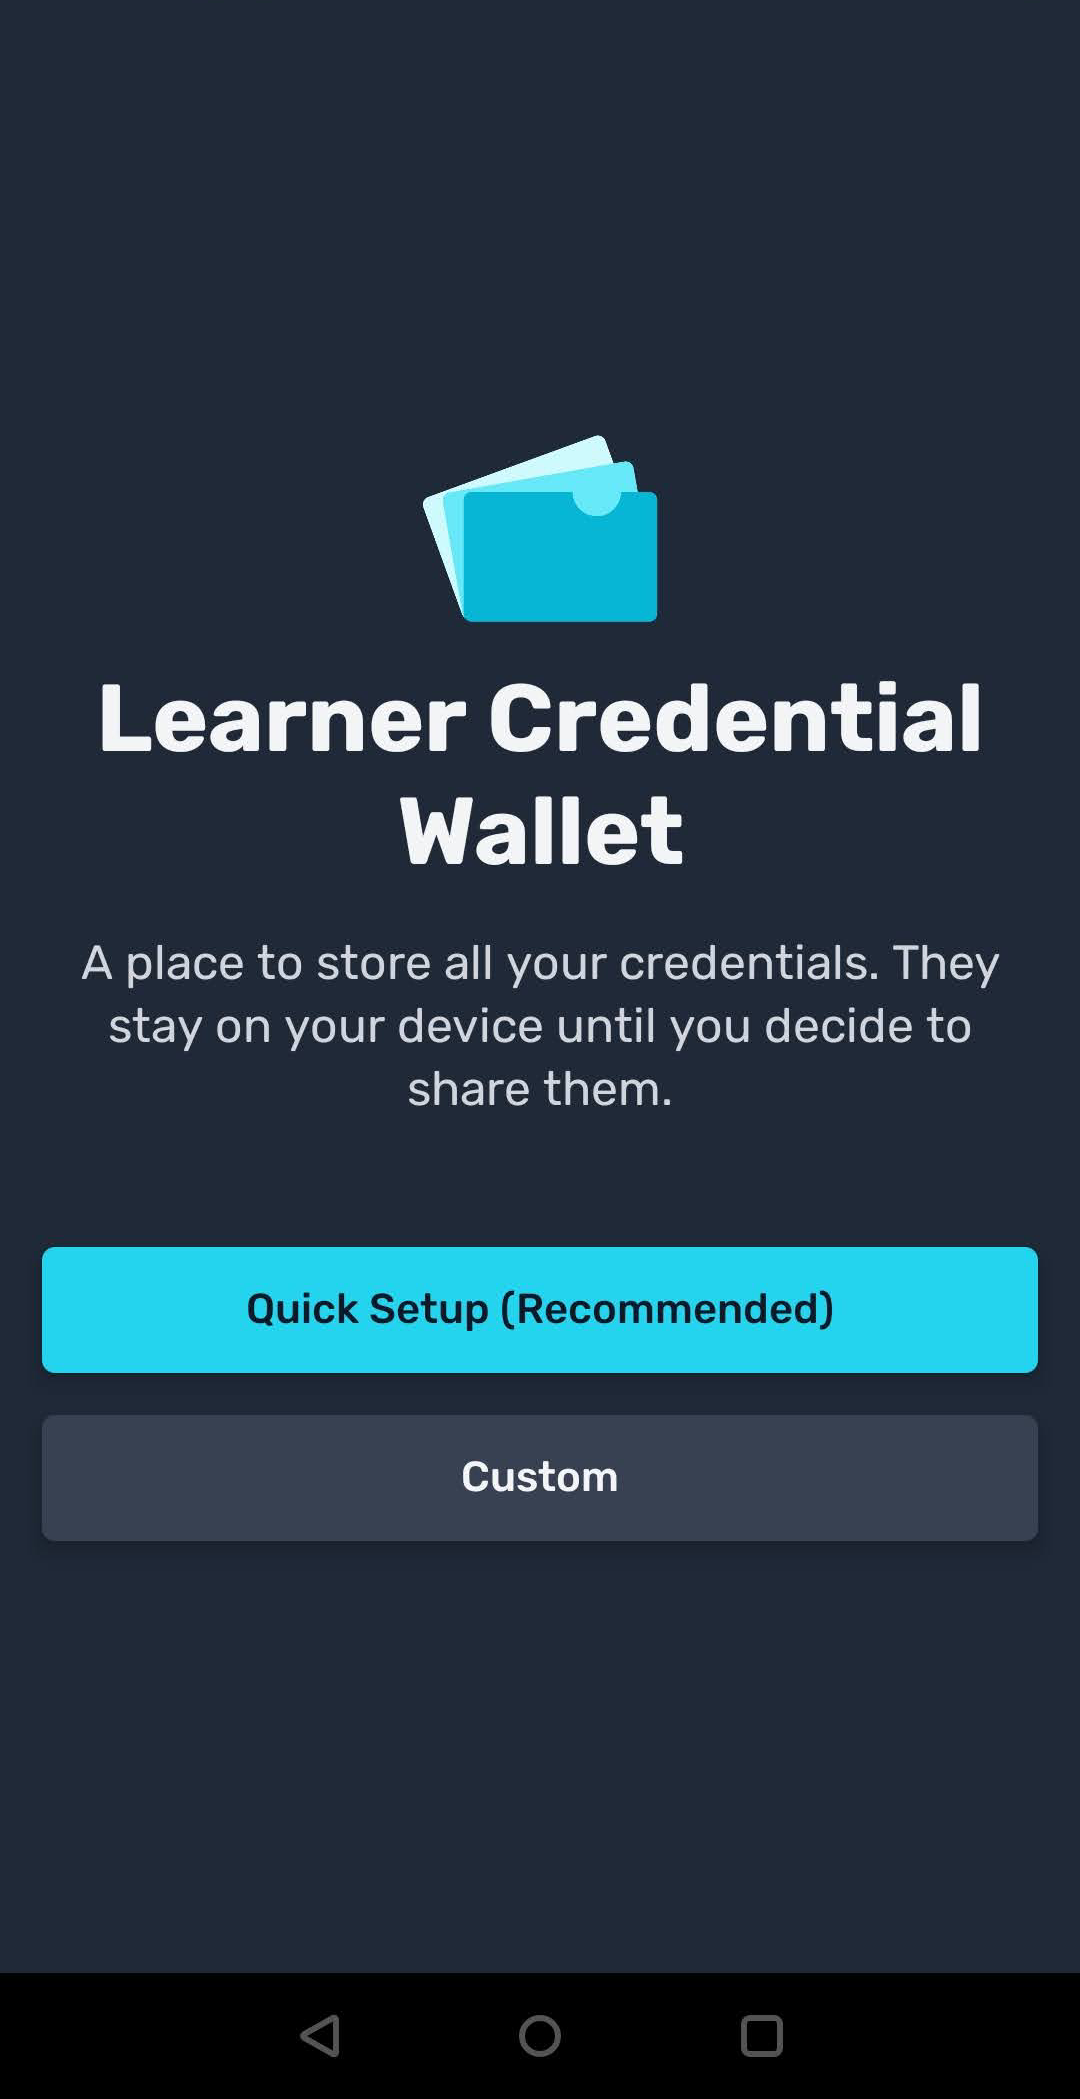 Learner Credential
Wallet
A place to store all your credentials. They
stay on your device until you decide to
share them.
Quick Setup (Recommended)
Custom